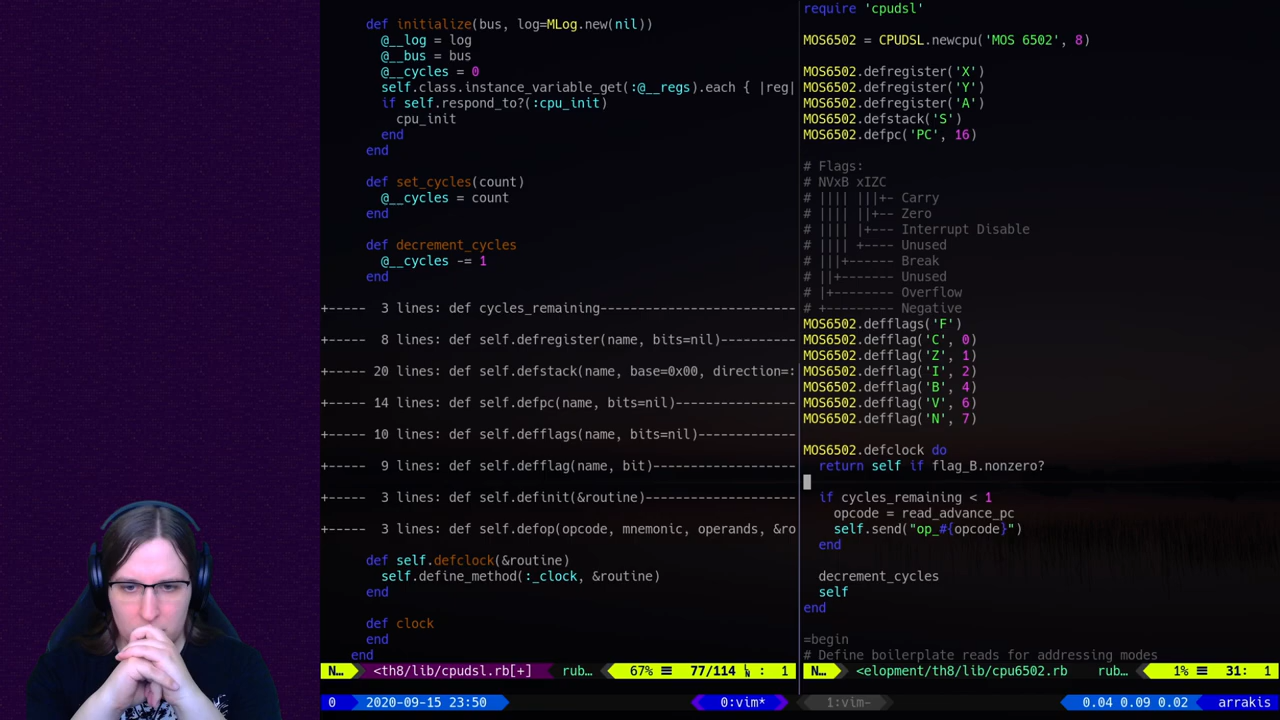 def initialize(bus, log=MLog.new(nil))
@__log = log
@__bus = bus
@__cycles = 0
self.class.instance_variable_get(:@__regs).each { |reg|
if self.respond_to?(:cpu_init)
cpu_init
end
end
def set_cycles(count)
@__cycles = count
end
def decrement_cycles
@__cycles -= 1
end
+----- 3 lines: def cycles_remaining--------------------------
+----- 8 lines: def self.defregister(name, bits=nil)----------
+----- 20 lines: def self.defstack(name, base=0x00, direction=:
+----- 14 lines: def self.defpc(name, bits=nil)----------------
+----- 10 lines: def self.defflags(name, bits=nil)-------------
+----- 9 lines: def self.defflag(name, bit)-------------------
+----- 3 lines: def self.definit(&routine)--------------------
+----- 3 lines: def self.defop(opcode, mnemonic, operands, &ro
def self.defclock(&routine)
self.define_method(:_clock, &routine)
end
def clock
end
end
N… <th8/lib/cpudsl.rb[+] rub… 67% ≡ 77/114 ㏑ : 1
require 'cpudsl'
MOS6502 = CPUDSL.newcpu('MOS 6502', 8)
MOS6502.defregister('X')
MOS6502.defregister('Y')
MOS6502.defregister('A')
MOS6502.defstack('S')
MOS6502.defpc('PC', 16)
# Flags:
# NVxB xIZC
# |||| |||+- Carry
# |||| ||+-- Zero
# |||| |+--- Interrupt Disable
# |||| +---- Unused
# |||+------ Break
# ||+------- Unused
# |+-------- Overflow
# +--------- Negative
MOS6502.defflags('F')
MOS6502.defflag('C', 0)
MOS6502.defflag('Z', 1)
MOS6502.defflag('I', 2)
MOS6502.defflag('B', 4)
MOS6502.defflag('V', 6)
MOS6502.defflag('N', 7)
MOS6502.defclock do
return self if flag_B.nonzero?
if cycles_remaining < 1
opcode = read_advance_pc
self.send("op_#{opcode}")
end
decrement_cycles
self
end
=begin
# Define boilerplate reads for addressing modes
N… <elopment/th8/lib/cpu6502.rb rub… 1% ≡ 31: 1
0 2020-09-15 23:50 0:vim* 1:vim- 0.04 0.09 0.02 arrakis